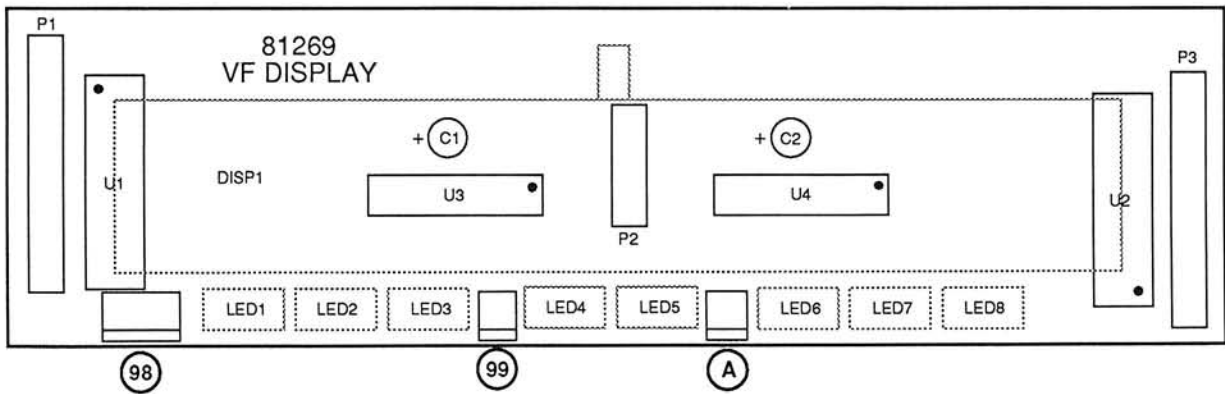 P1
81269
VF DISPLAY
P3
+ C1
+ C2
U1
DISP1
U3
U4
U2
P2
LED1
LED2
LED3
LED4
LED5
LED6
LED7
LED8
98
99
A